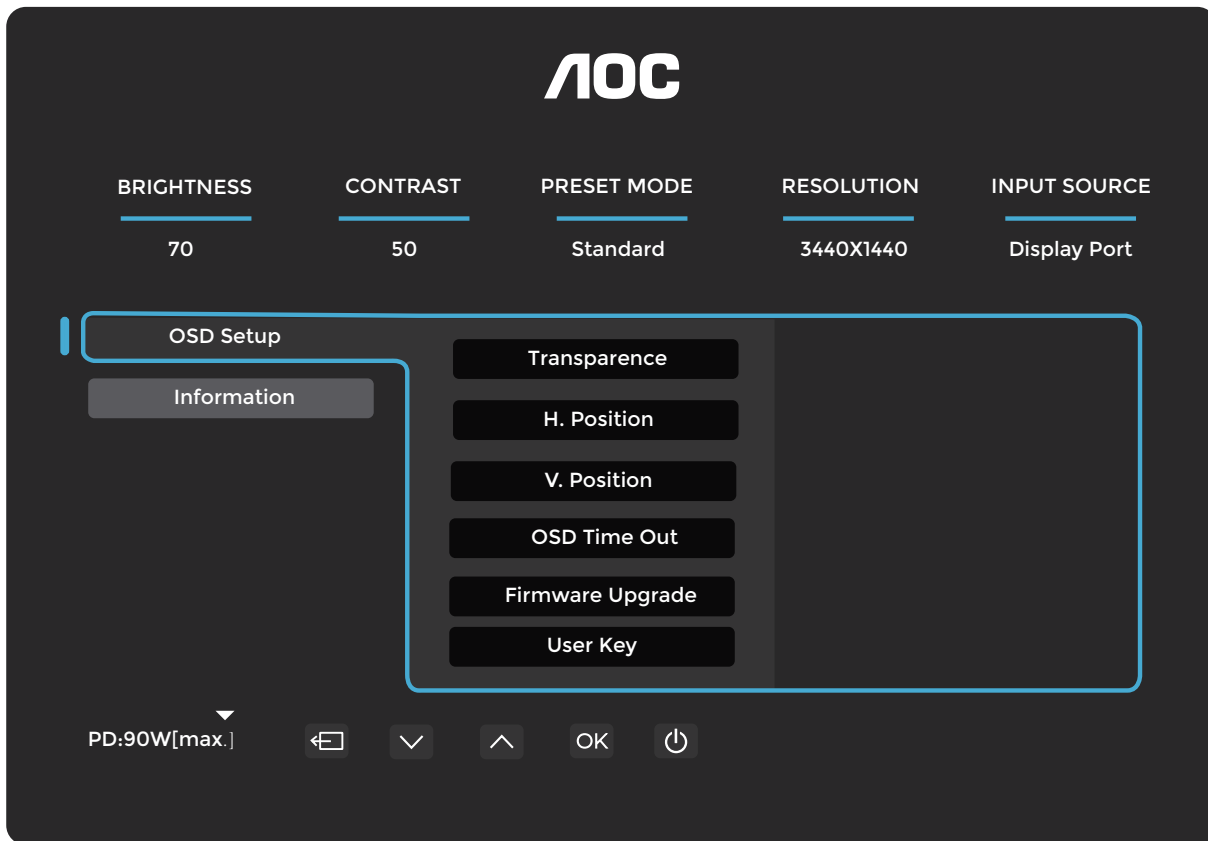 AOC
BRIGHTNESS CONTRAST PRESET MODE RESOLUTION INPUT SOURCE
70 50 Standard 3440X1440 Display Port
OSD Setup
Transparence
Information
H. Position
V. Position
OSD Time Out
Firmware Upgrade
User Key
PD:90W[max.] OK